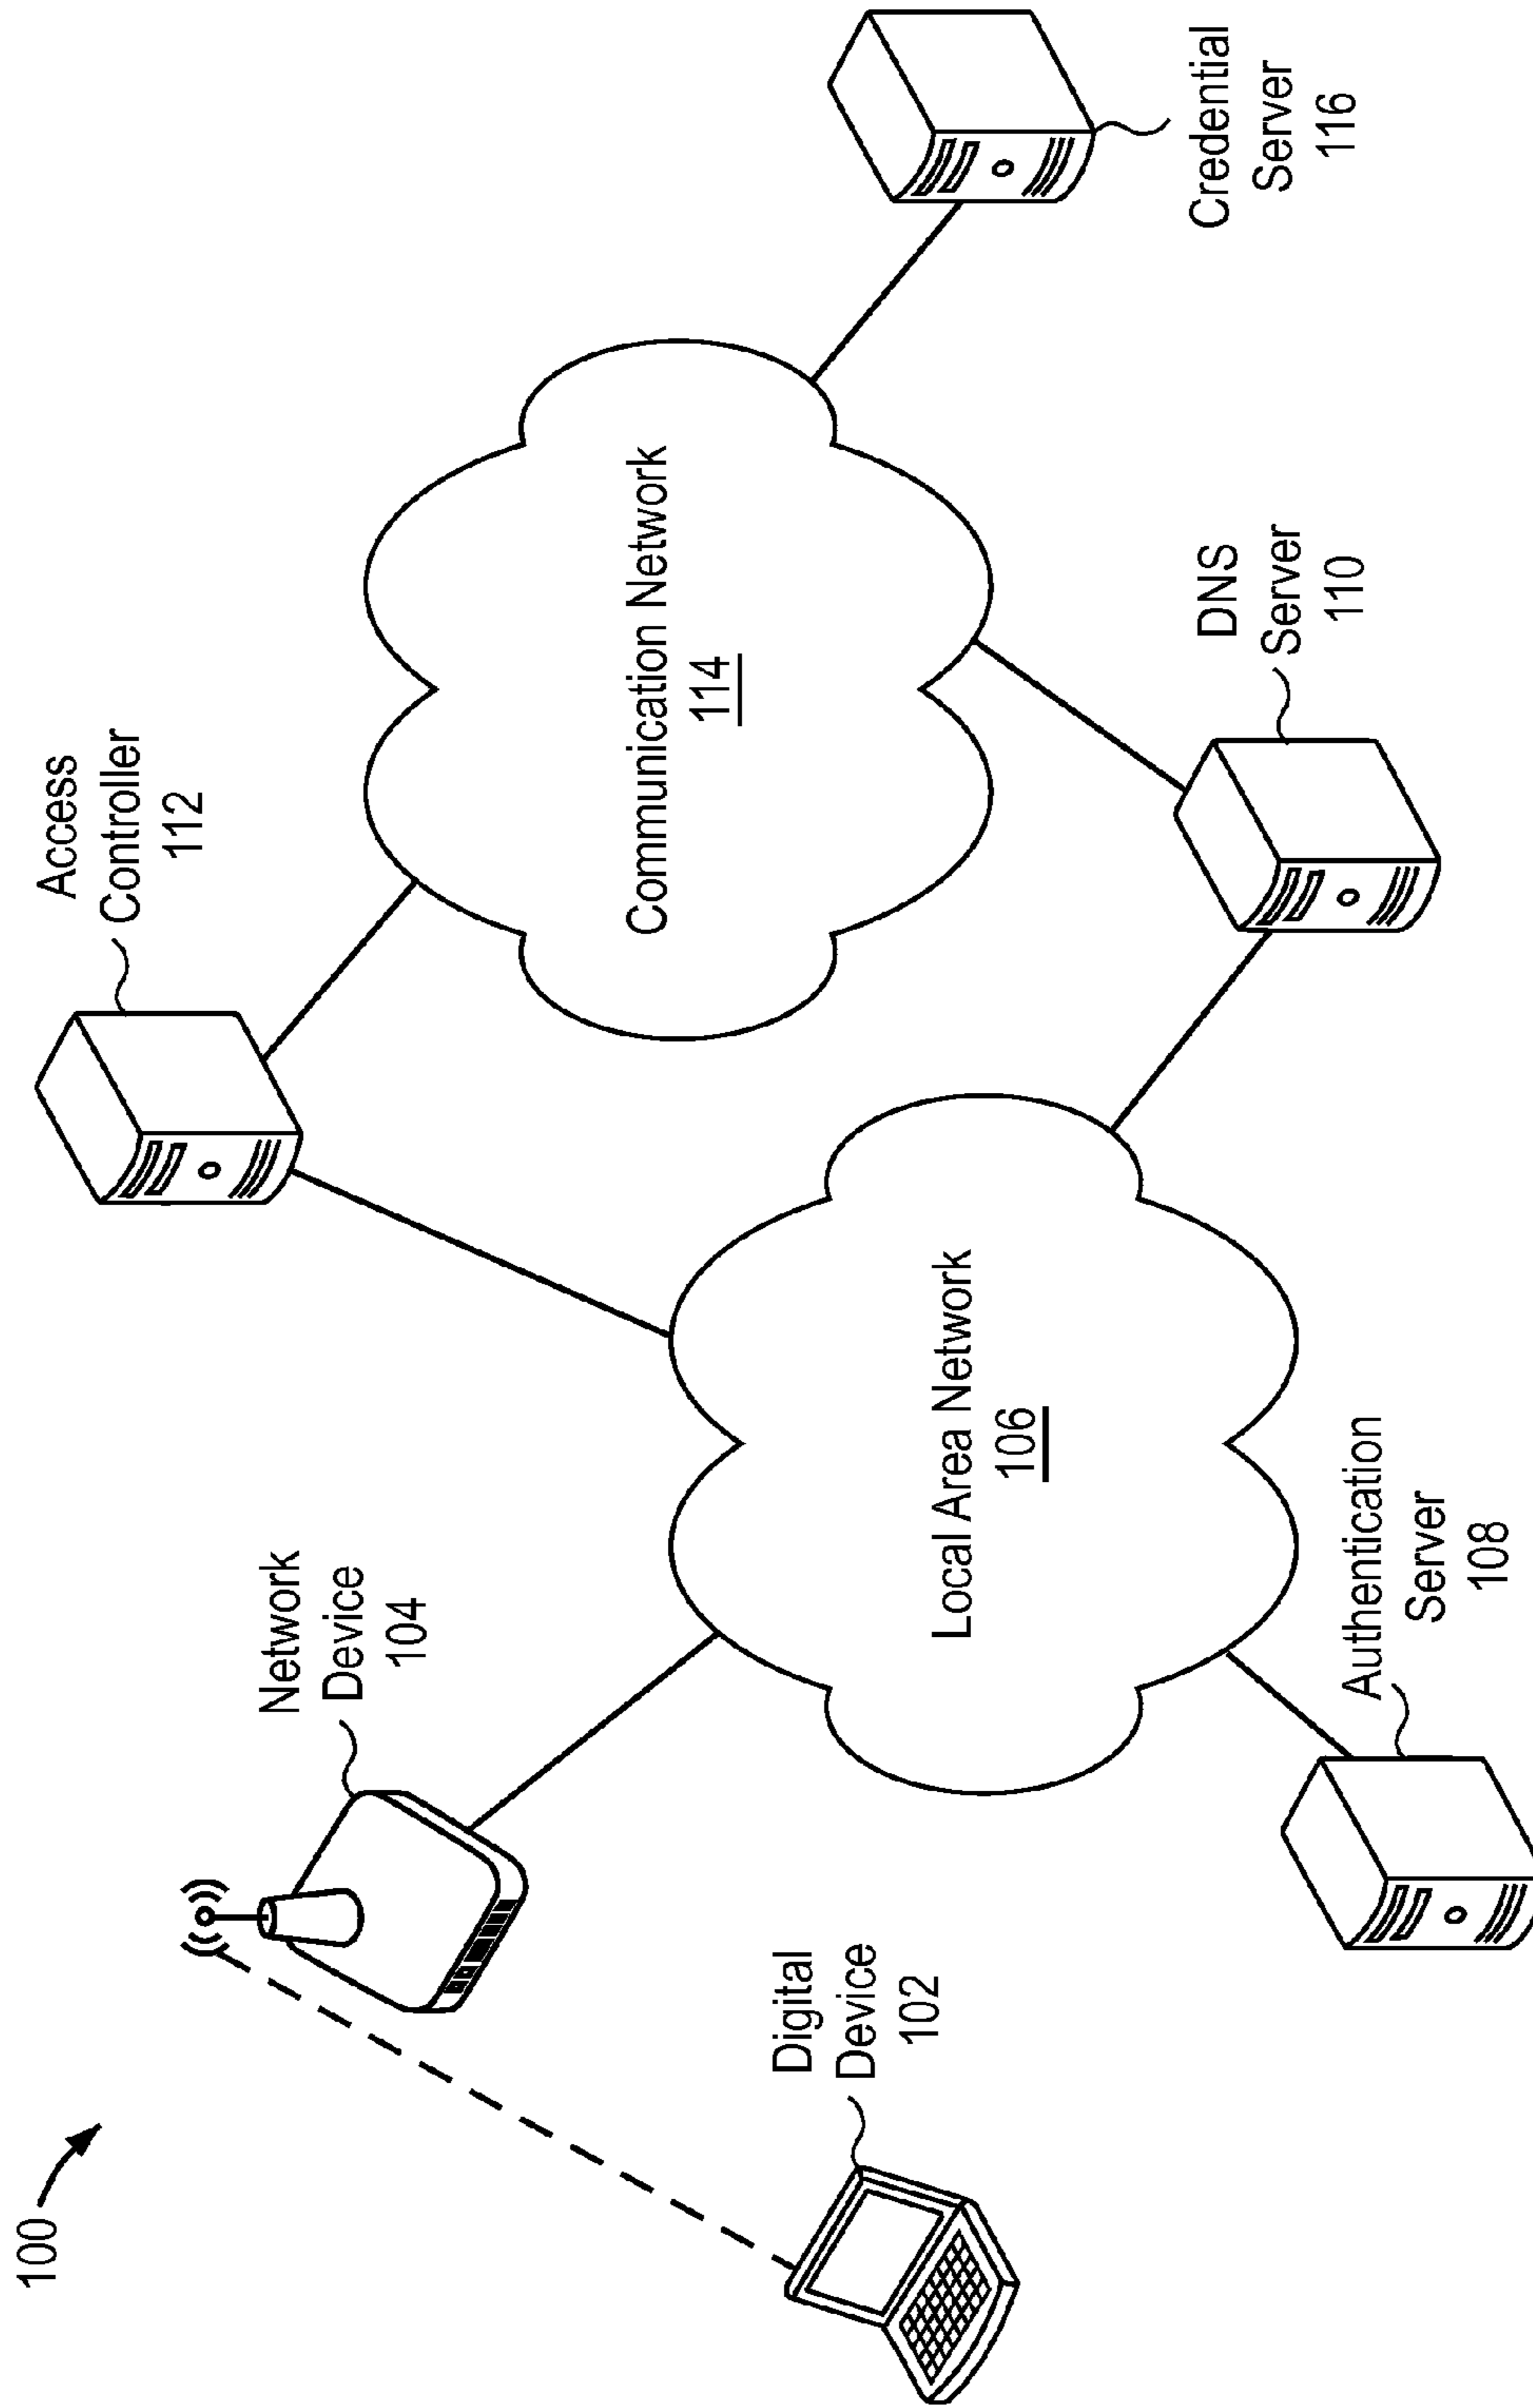 100
Access
Controller
112
Network
Device
104
Communication Network
114
Digital
Device
102
Local Area Network
106
Credential
Server
116
DNS
Server
110
Authentication
Server
108